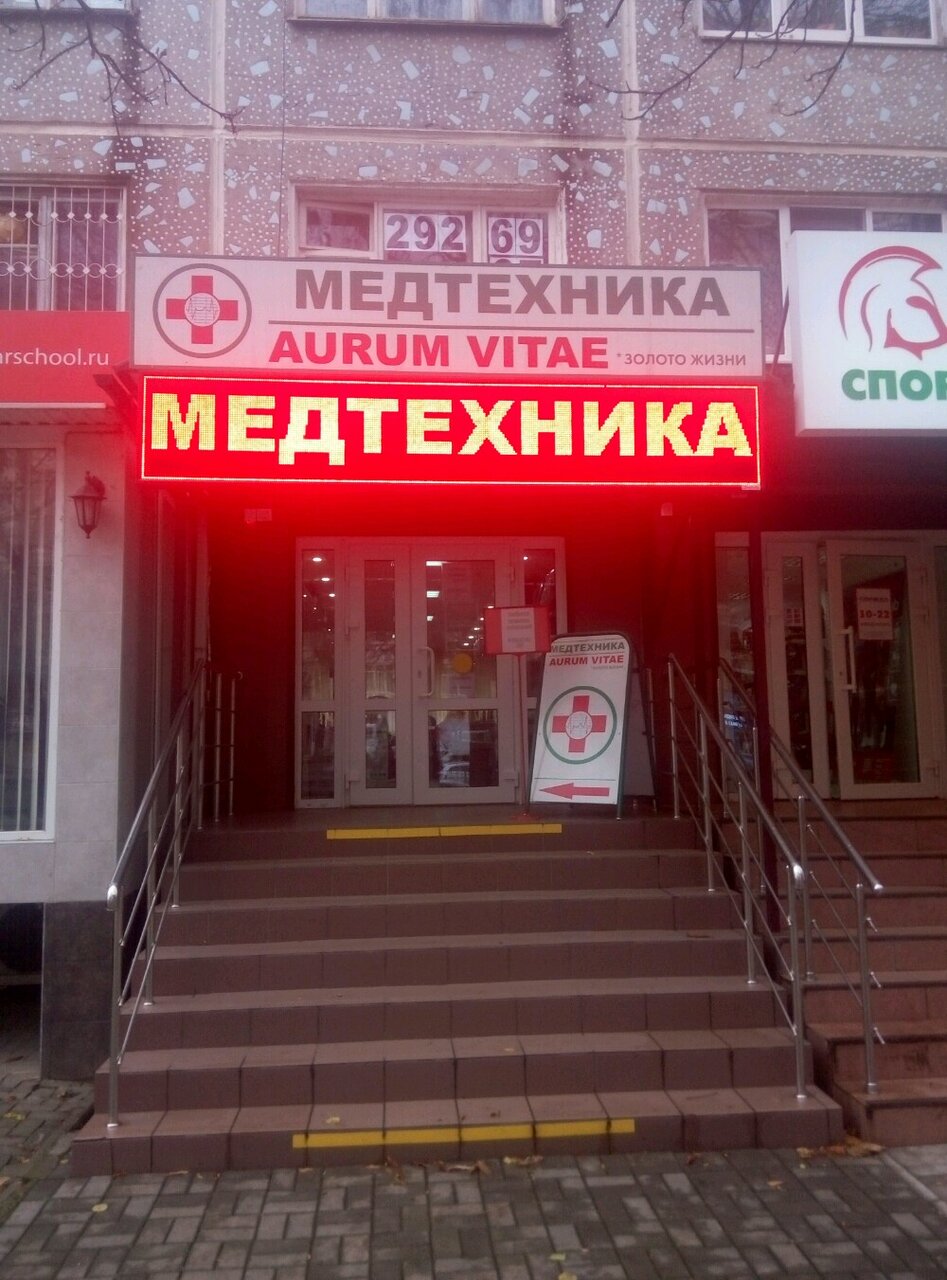 292 69
МЕДТЕХНИКА
AURUM VITAE *ЗОЛОТО ЖИЗНИ
МЕДТЕХНИКА
arschool.ru
СПОР
МЕДТЕХНИКА
AURUM VITAE
10-22